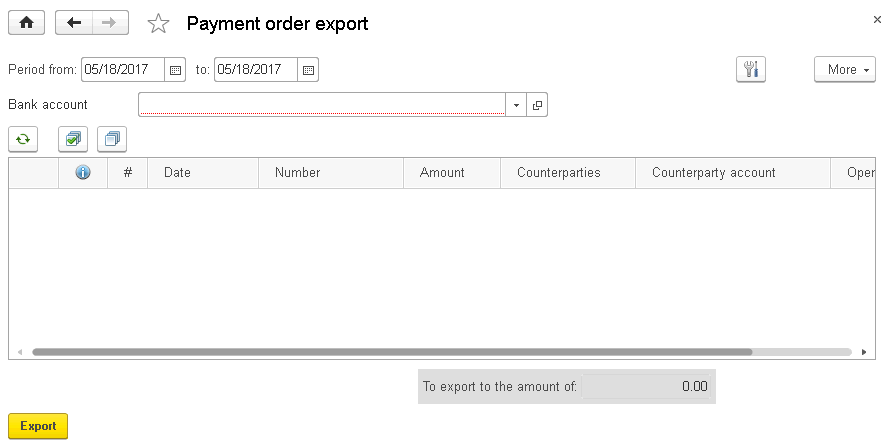 Payment order export
Period from: 05/18/2017 to: 05/18/2017 More
Bank account
# Date Number Amount Counterparties Counterparty account Oper
To export to the amount of: 0.00
Export